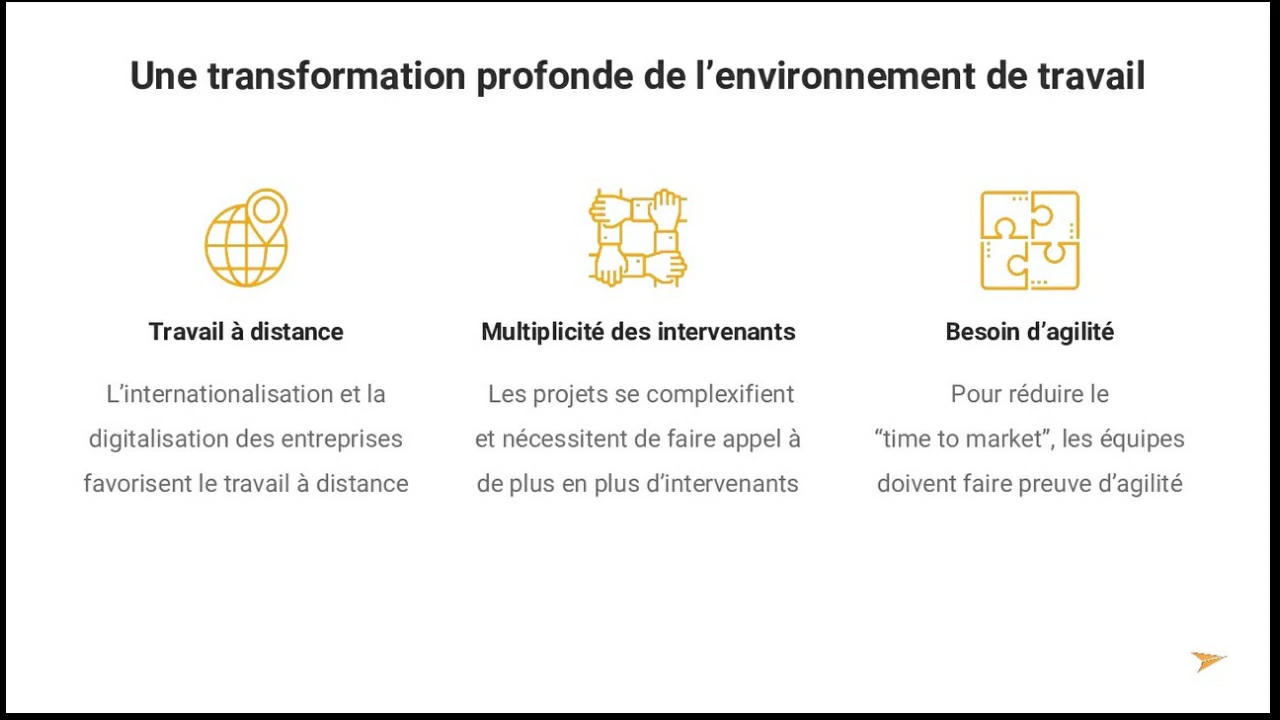 Une transformation profonde de l’environnement de travail
Travail à distance
L’internationalisation et la
digitalisation des entreprises
favorisent le travail à distance
Multiplicité des intervenants
Les projets se complexifient
et nécessitent de faire appel à
de plus en plus d’intervenants
Besoin d’agilité
Pour réduire le
“time to market”, les équipes
doivent faire preuve d’agilité